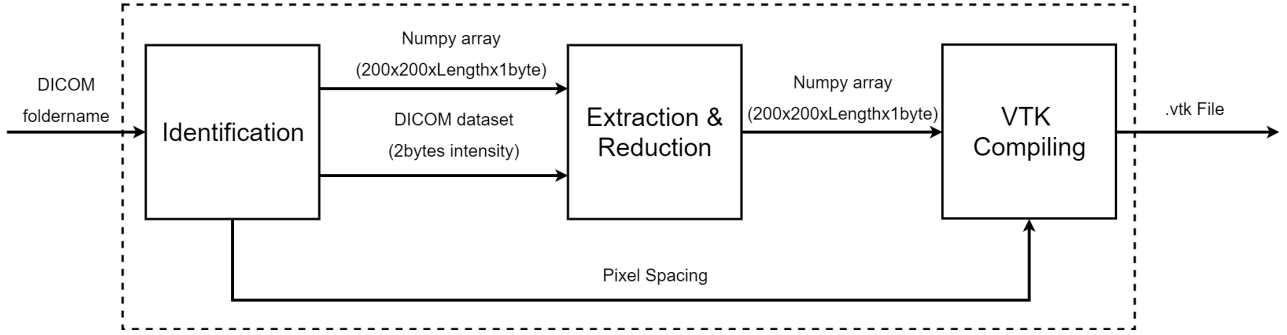 DICOM
foldername
Identification
Numpy array
(200x200xLengthx1byte)
DICOM dataset
(2bytes intensity)
Extraction &
Reduction
Numpy array
(200x200xLengthx1byte)
VTK
Compiling
.vtk File
Pixel Spacing